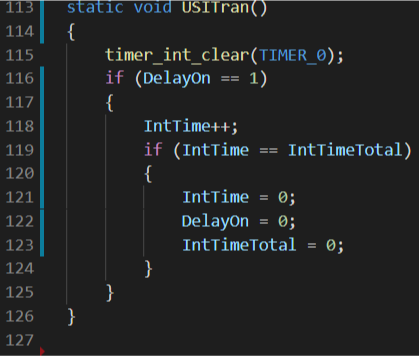 113 static void USITran()
114 {
115 timer_int_clear(TIMER_0);
116 if (DelayOn == 1)
117 {
118 IntTime++;
119 if (IntTime == IntTimeTotal)
120 {
121 IntTime = 0;
122 DelayOn = 0;
123 IntTimeTotal = 0;
124 }
125 }
126 }
127